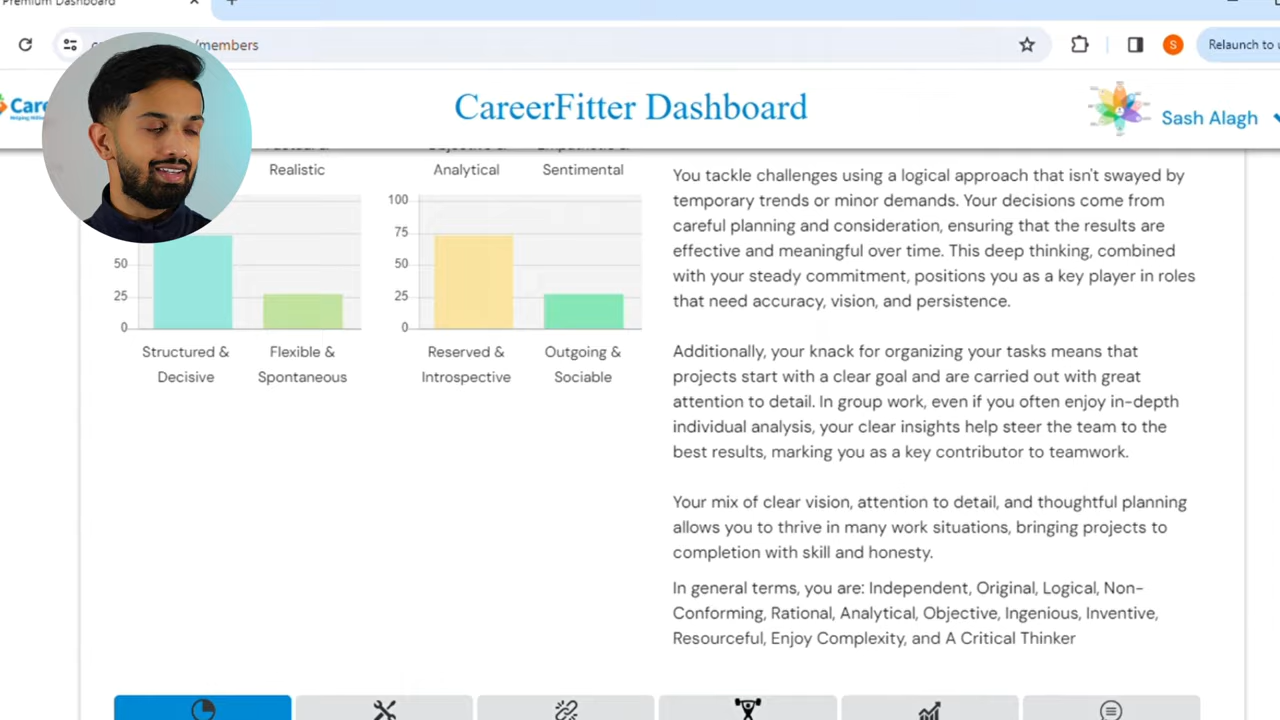 Premium Dashboard
/members
Relaunch to u
S
Care
CareerFitter Dashboard
Sash Alagh
Realistic
Analytical
Sentimental
100
75
50
25
0
50
25
0
Structured &
Decisive
Flexible &
Spontaneous
Reserved &
Introspective
Outgoing &
Sociable
You tackle challenges using a logical approach that isn't swayed by
temporary trends or minor demands. Your decisions come from
careful planning and consideration, ensuring that the results are
effective and meaningful over time. This deep thinking, combined
with your steady commitment, positions you as a key player in roles
that need accuracy, vision, and persistence.
Additionally, your knack for organizing your tasks means that
projects start with a clear goal and are carried out with great
attention to detail. In group work, even if you often enjoy in-depth
individual analysis, your clear insights help steer the team to the
best results, marking you as a key contributor to teamwork.
Your mix of clear vision, attention to detail, and thoughtful planning
allows you to thrive in many work situations, bringing projects to
completion with skill and honesty.
In general terms, you are: Independent, Original, Logical, Non-
Conforming, Rational, Analytical, Objective, Ingenious, Inventive,
Resourceful, Enjoy Complexity, and A Critical Thinker